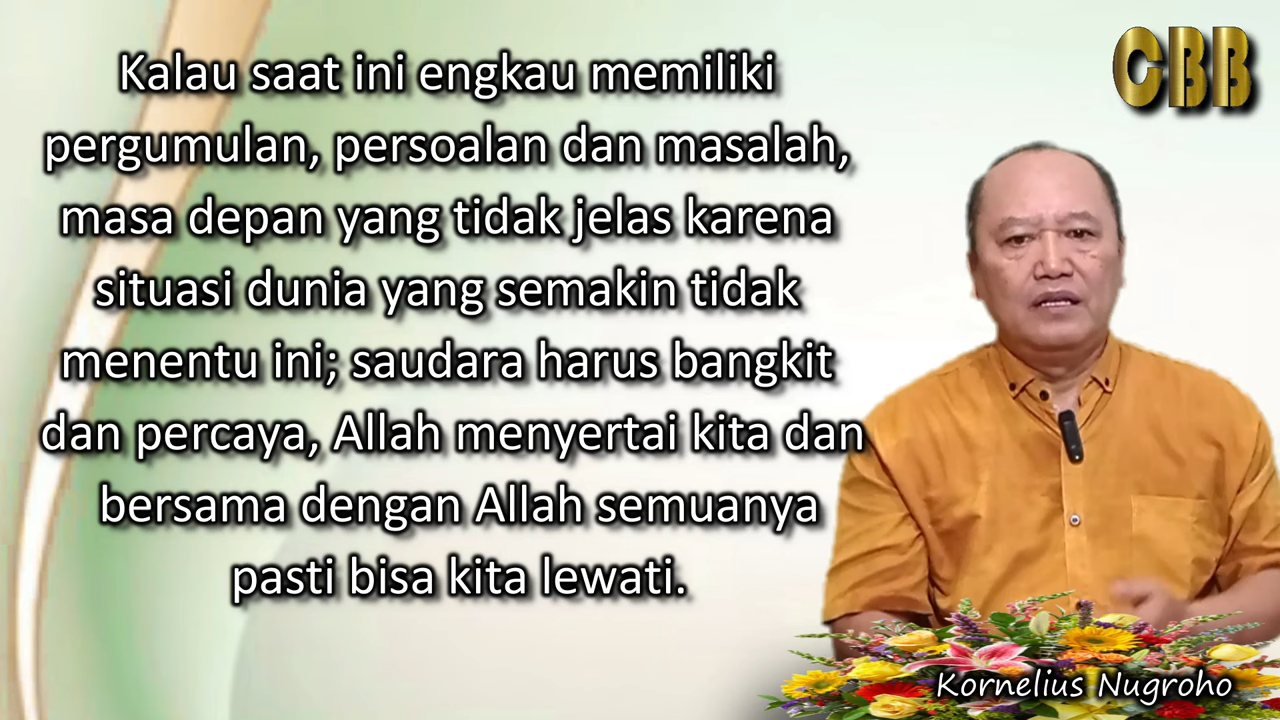 CBB
Kalau saat ini engkau memiliki
pergumulan, persoalan dan masalah,
masa depan yang tidak jelas karena
situasi dunia yang semakin tidak
menentu ini; saudara harus bangkit
dan percaya, Allah menyertai kita dan
bersama dengan Allah semuanya
pasti bisa kita lewati.
Kornelius Nugroho